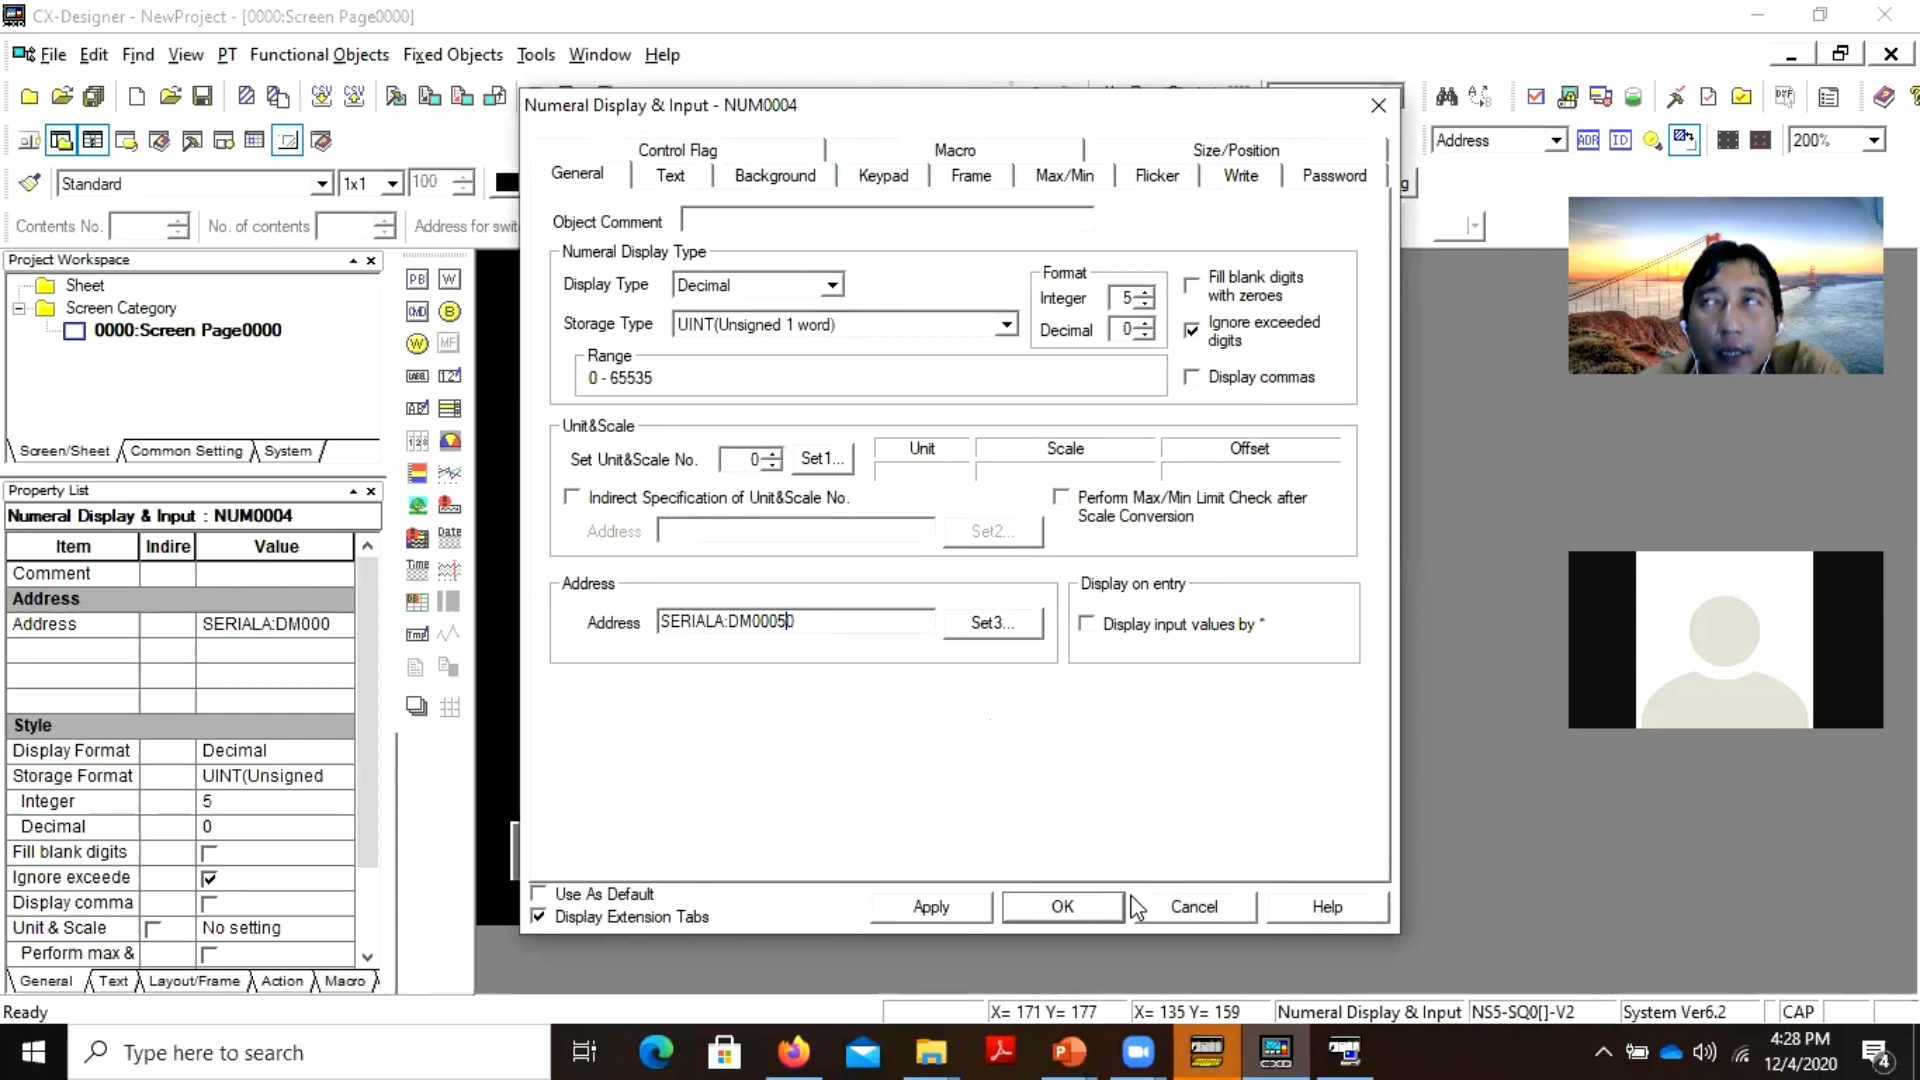 CX-Designer - NewProject - [0000:Screen Page0000]
File Edit Find View PT Functional Objects Fixed Objects Tools Window Help
Address 200%
Standard 1x1 100
Contents No. No. of contents Address for swit
Project Workspace
Sheet
Screen Category
0000:Screen Page0000
Screen/Sheet Common Setting System
Property List
Numeral Display & Input : NUM0004
Item Indire Value
Comment
Address
Address SERIALA:DM000
Style
Display Format Decimal
Storage Format UINT(Unsigned
Integer 5
Decimal 0
Fill blank digits
Ignore exceede
Display comma
Unit & Scale No setting
Perform max &
General Text Layout/Frame Action Macro
Numeral Display & Input - NUM0004
Control Flag Macro Size/Position
General Text Background Keypad Frame Max/Min Flicker Write Password
Object Comment
Numeral Display Type
Display Type Decimal
Storage Type UINT(Unsigned 1 word)
Format
Integer 5
Decimal 0
Fill blank digits
with zeroes
Ignore exceeded
digits
Display commas
Range
0 - 65535
Unit&Scale
Set Unit&Scale No. 0 Set1... Unit Scale Offset
Indirect Specification of Unit&Scale No.
Address Set2...
Perform Max/Min Limit Check after
Scale Conversion
Address
Address SERIALA:DM00050 Set3...
Display on entry
Display input values by *
Use As Default
Display Extension Tabs
Apply OK Cancel Help
Ready X= 171 Y= 177 X= 135 Y= 159 Numeral Display & Input NS5-SQ0[]-V2 System Ver6.2 CAP
Type here to search
4:28 PM
12/4/2020
4